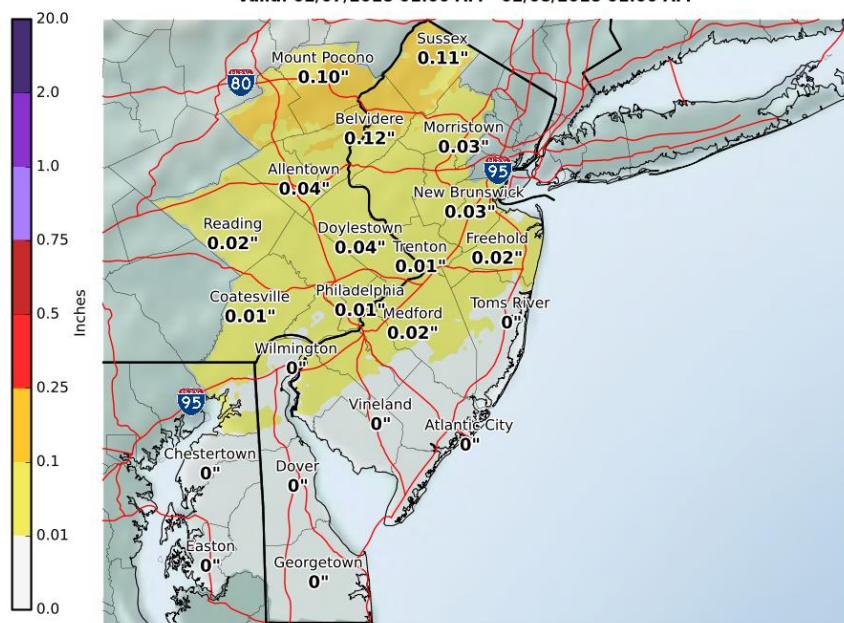 20.0
2.0
1.0
0.75
0.5
0.25
0.1
0.01
0.0
Inches
Sussex
0.11"
Mount Pocono
0.10"
80
Belvidere
0.12"
Morristown
0.03"
95
Allentown
0.04"
New Brunswick
0.03"
Reading
0.02"
Doylestown
0.04"
Trenton
0.01"
Freehold
0.02"
Coatesville
0.01"
Philadelphia
0.01"
Medford
0.02"
Toms River
0"
Wilmington
0"
95
Vineland
0"
Atlantic City
0"
Chestertown
0"
Dover
0"
Easton
0"
Georgetown
0"